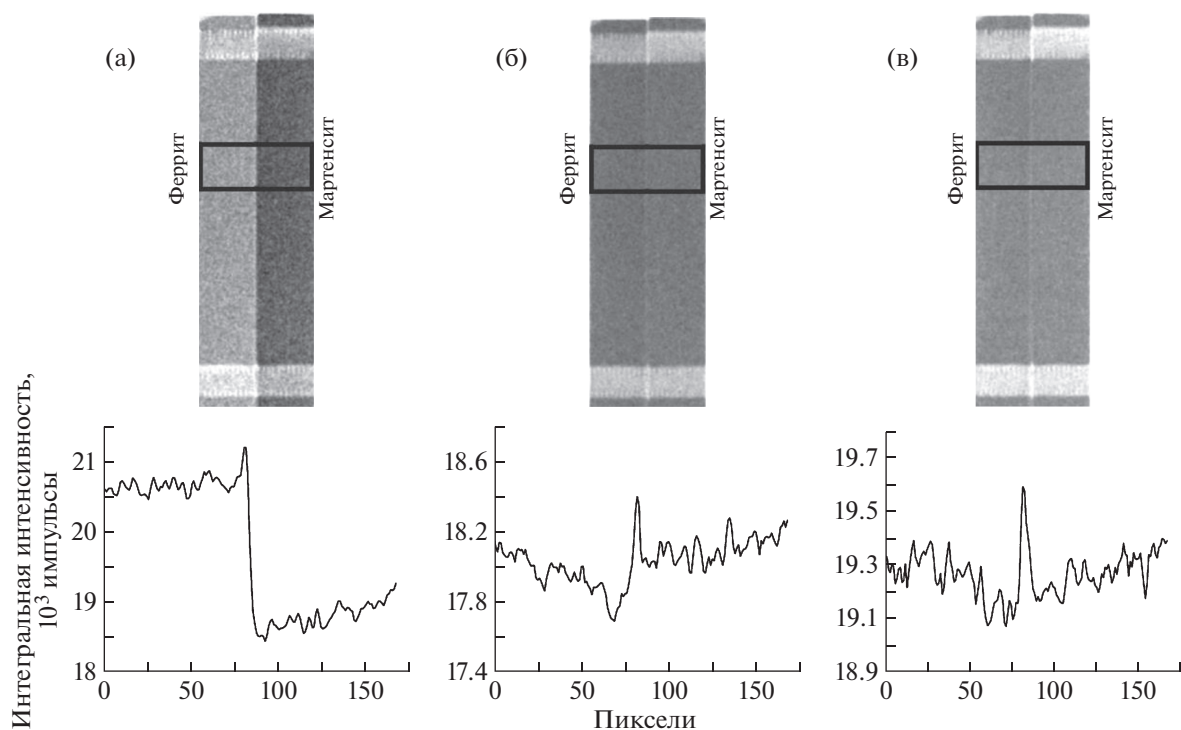 (а)
(б)
(в)
Феррит
Мартенсит
Феррит
Мартенсит
Феррит
Мартенсит
Интегральная интенсивность,
10³ импульсы
21
20
19
18
0 50 100 150
18.6
18.2
17.8
17.4
0 50 100 150
19.7
19.5
19.3
19.1
18.9
0 50 100 150
Пиксели